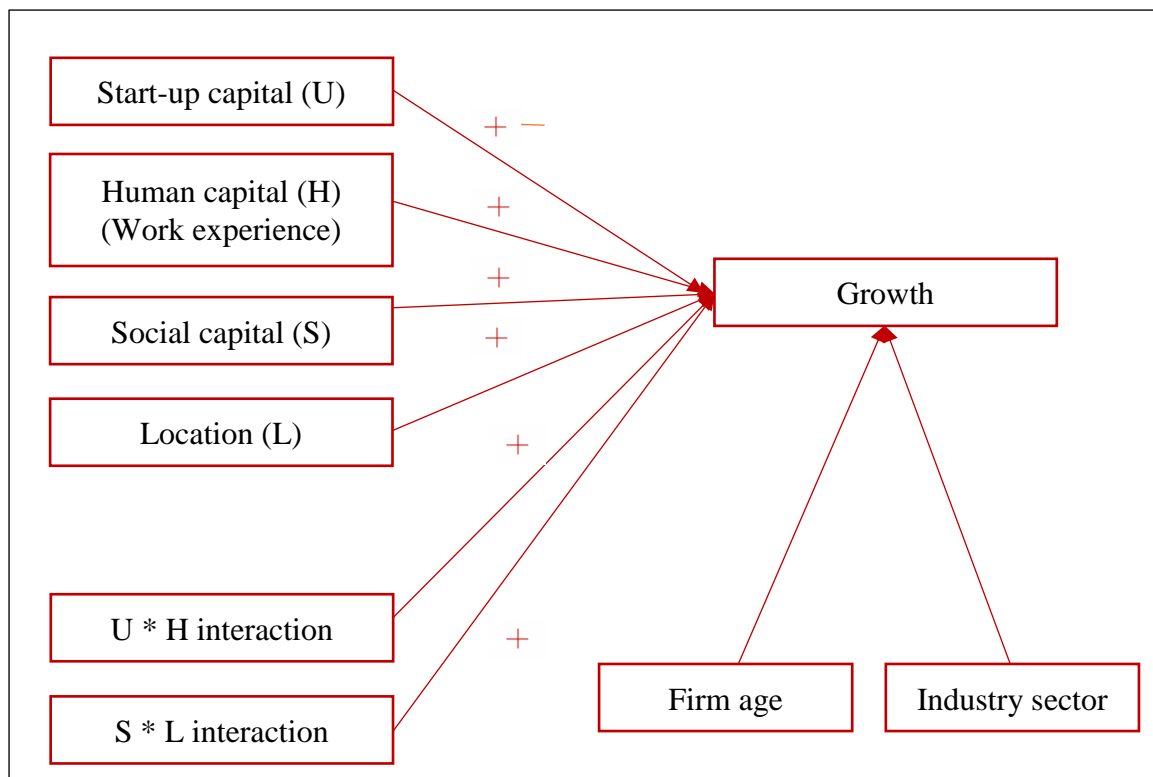 Start-up capital (U)
+ —
Human capital (H)
(Work experience)
+
+
Growth
Social capital (S)
+
Location (L)
+
U * H interaction
+
Firm age
Industry sector
S * L interaction